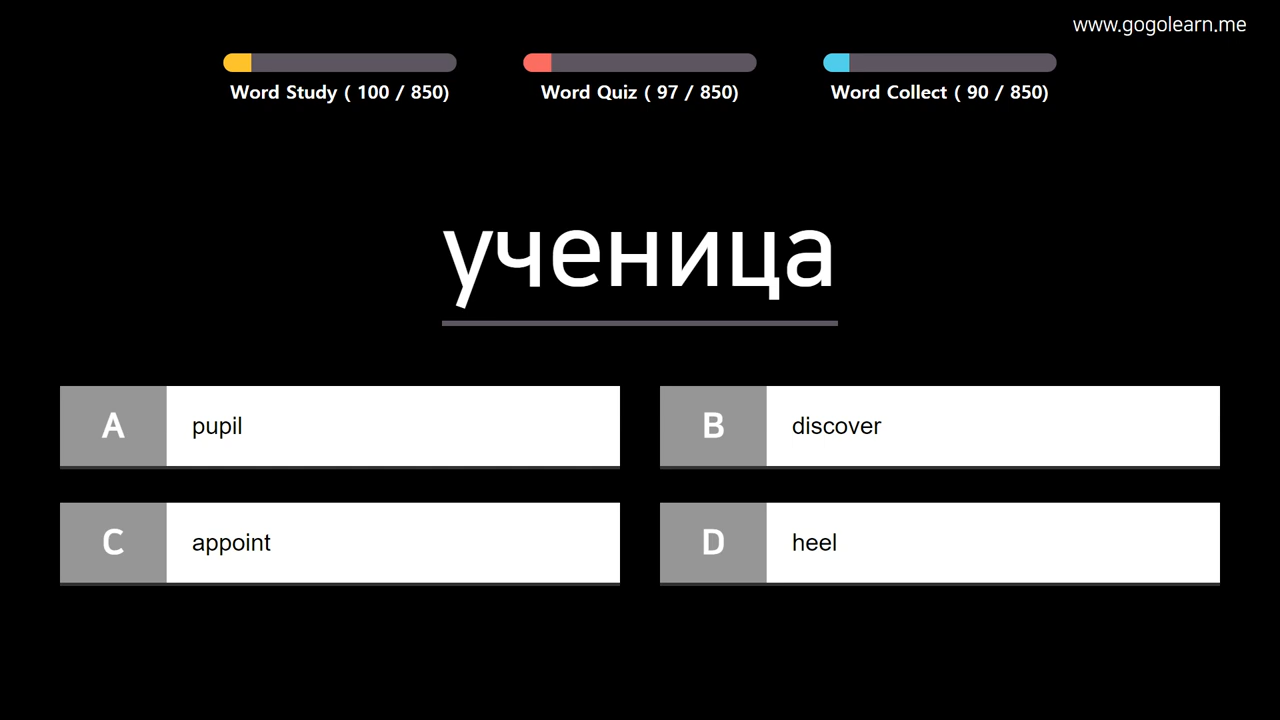 www.gogolearn.me
Word Study ( 100 / 850)
Word Quiz ( 97 / 850)
Word Collect ( 90 / 850)
ученица
A pupil
B discover
C appoint
D heel